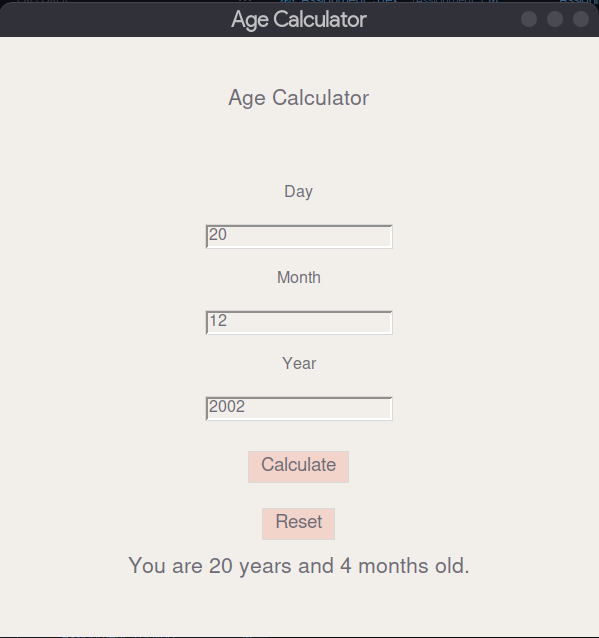 Age Calculator
Age Calculator
Day
20
Month
12
Year
2002
Calculate
Reset
You are 20 years and 4 months old.